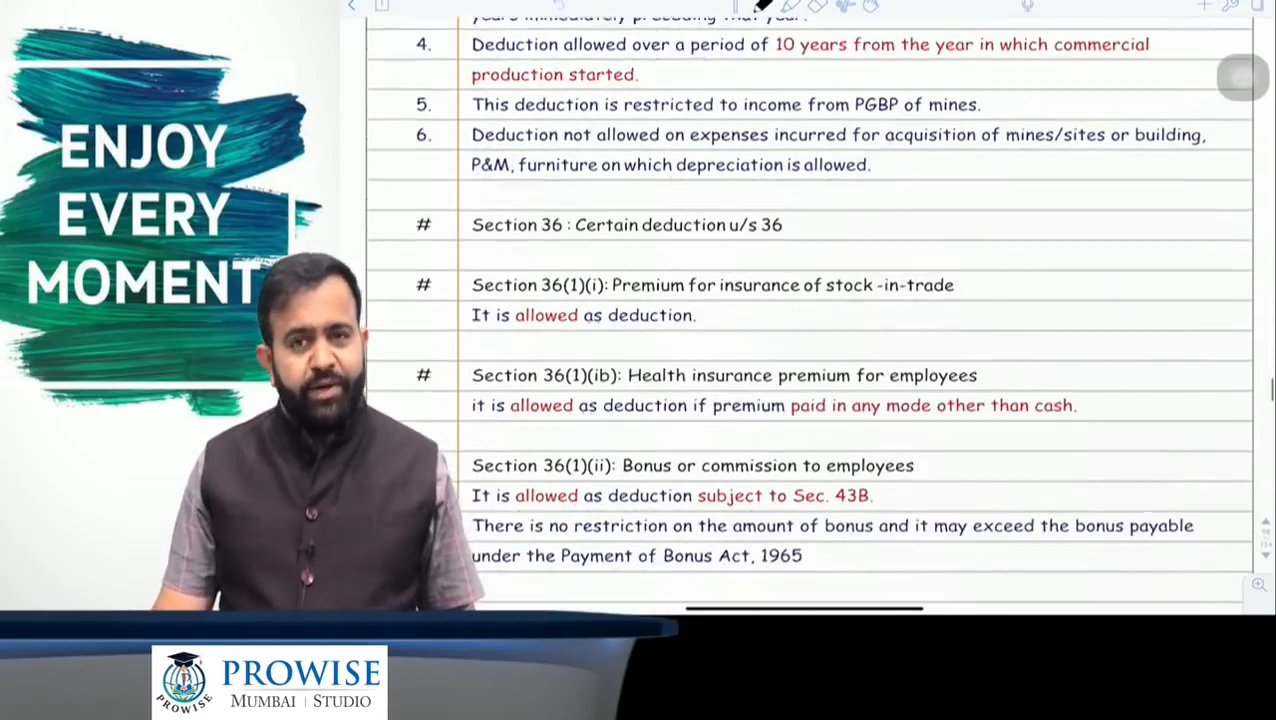 ENJOY
EVERY
MOMENT
4. Deduction allowed over a period of 10 years from the year in which commercial
production started.
5. This deduction is restricted to income from PGBP of mines.
6. Deduction not allowed on expenses incurred for acquisition of mines/sites or building,
P&M, furniture on which depreciation is allowed.
# Section 36 : Certain deduction u/s 36
# Section 36(1)(i): Premium for insurance of stock -in-trade
It is allowed as deduction.
# Section 36(1)(ib): Health insurance premium for employees
it is allowed as deduction if premium paid in any mode other than cash.
Section 36(1)(ii): Bonus or commission to employees
It is allowed as deduction subject to Sec. 43B.
There is no restriction on the amount of bonus and it may exceed the bonus payable
under the Payment of Bonus Act, 1965
PROWISE
PROWISE
MUMBAI | STUDIO